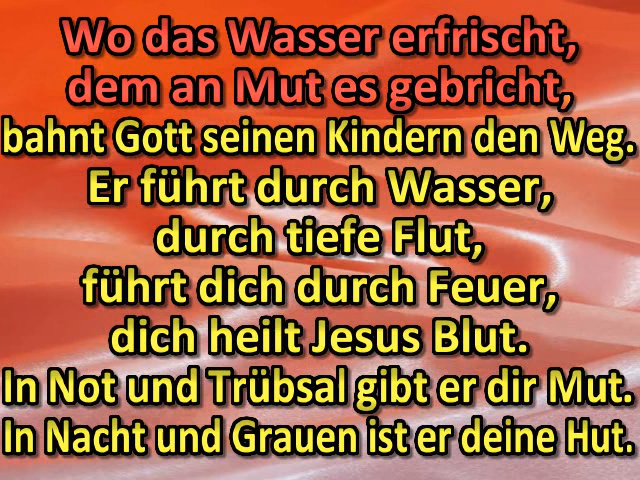 Wo das Wasser erfrischt,
dem an Mut es gebricht,
bahnt Gott seinen Kindern den Weg.
Er führt durch Wasser,
durch tiefe Flut,
führt dich durch Feuer,
dich heilt Jesus Blut.
In Not und Trübsal gibt er dir Mut.
In Nacht und Grauen ist er deine Hut.